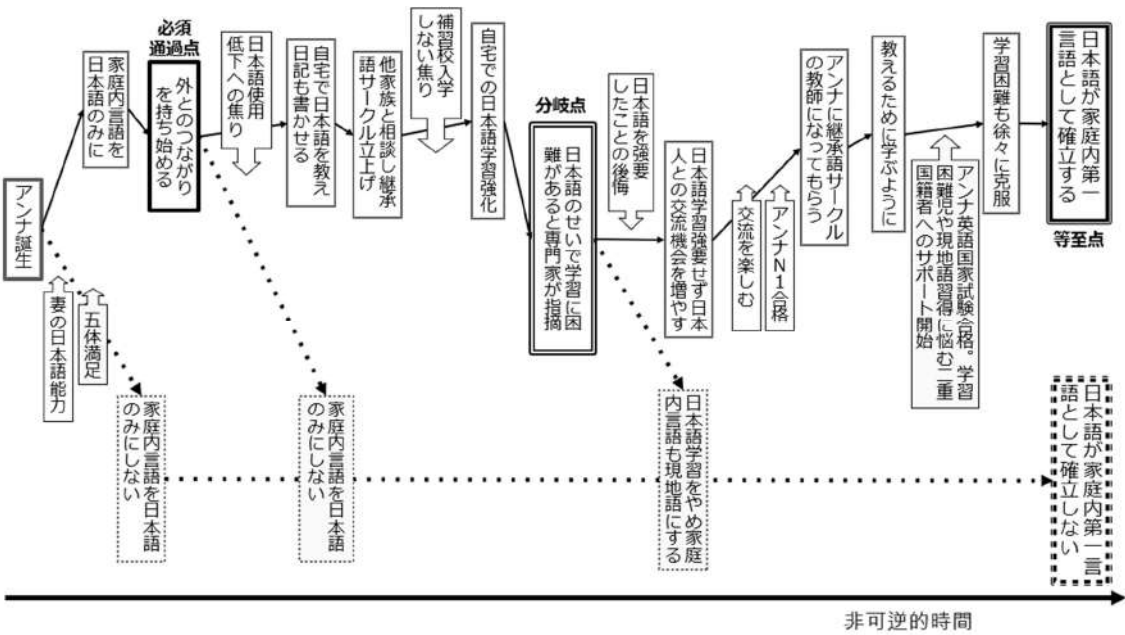 アンナ誕生
妻の日本語能力
五体満足
家庭内言語を
日本語のみに
家庭内言語を日本語
のみにしない
必須
通過点
外とのつながり
を持ち始める
日本語使用
低下への焦り
自宅で日本語を教え
日記も書かせる
家庭内言語を日本語
のみにしない
他家族と相談し継承
語サークル立上げ
補習校入学
しない焦り
自宅での日本語学習強化
分岐点
日本語のせいで学習に困
難があると専門家が指摘
日本語を強要
したことの後悔
日本語学習強要せず日本
人との交流機会を増やす
日本語学習をやめ家庭
内言語も現地語にする
交流を楽しむ
アンナN1合格
アンナに継承語サークル
の教師になってもらう
教えるために学ぶように
アンナ英語国家試験合格。学習
困難児や現地語習得に悩む二重
国籍者へのサポート開始
学習困難も徐々に克服
日本語が家庭内第一
言語として確立する
等至点
日本語が家庭内第一言
語として確立しない
非可逆的時間